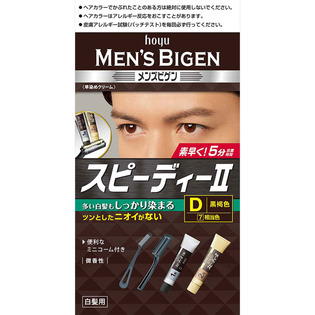 ●ヘアカラーでかぶれたことのある方は絶対に使用しないでください。
●ヘアカラーはアレルギー反応をおこすことがあります。
●皮膚アレルギー試験(パッチテスト)を毎回必ず行ってください。
hoyu
MEN'S BIGEN
メンズビゲン
(早染めクリーム)
素早く!5分
スピーディーII
多い白髪もしっかり染まる
ツンとしたニオイがない
D 黒褐色
7 相当色
▶ 便利な
ミニコーム付き
▶ 微香性
白髪用